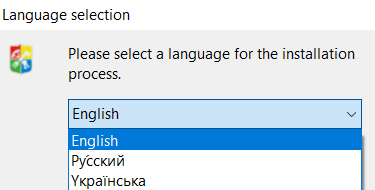 Language selection
Please select a language for the installation
process.
English
English
Ру́сский
Українська